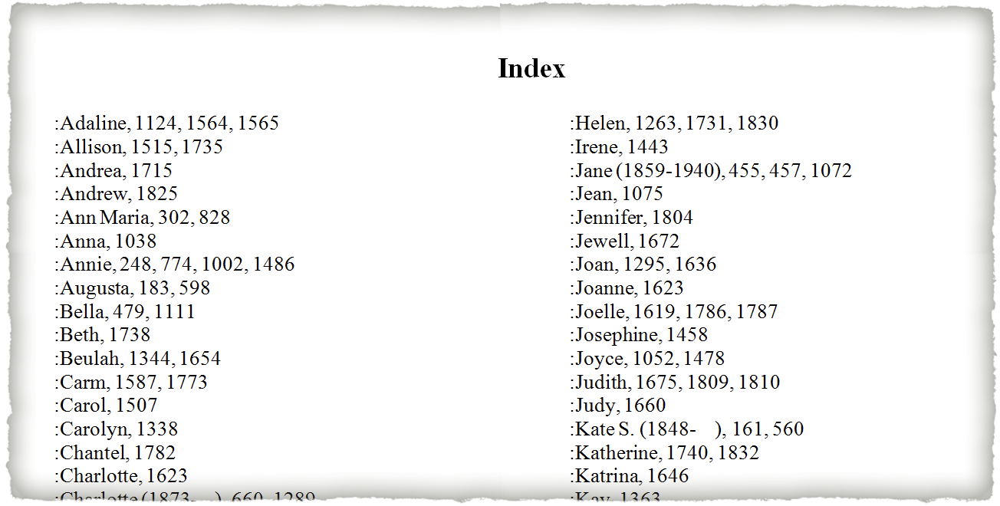 Index
:Adaline, 1124, 1564, 1565
:Allison, 1515, 1735
:Andrea, 1715
:Andrew, 1825
:Ann Maria, 302, 828
:Anna, 1038
:Annie, 248, 774, 1002, 1486
:Augusta, 183, 598
:Bella, 479, 1111
:Beth, 1738
:Beulah, 1344, 1654
:Carm, 1587, 1773
:Carol, 1507
:Carolyn, 1338
:Chantel, 1782
:Charlotte, 1623
:Charlotte (1873-    ), 660, 1289
:Helen, 1263, 1731, 1830
:Irene, 1443
:Jane (1859-1940), 455, 457, 1072
:Jean, 1075
:Jennifer, 1804
:Jewell, 1672
:Joan, 1295, 1636
:Joanne, 1623
:Joelle, 1619, 1786, 1787
:Josephine, 1458
:Joyce, 1052, 1478
:Judith, 1675, 1809, 1810
:Judy, 1660
:Kate S. (1848-    ), 161, 560
:Katherine, 1740, 1832
:Katrina, 1646
:Kay, 1363